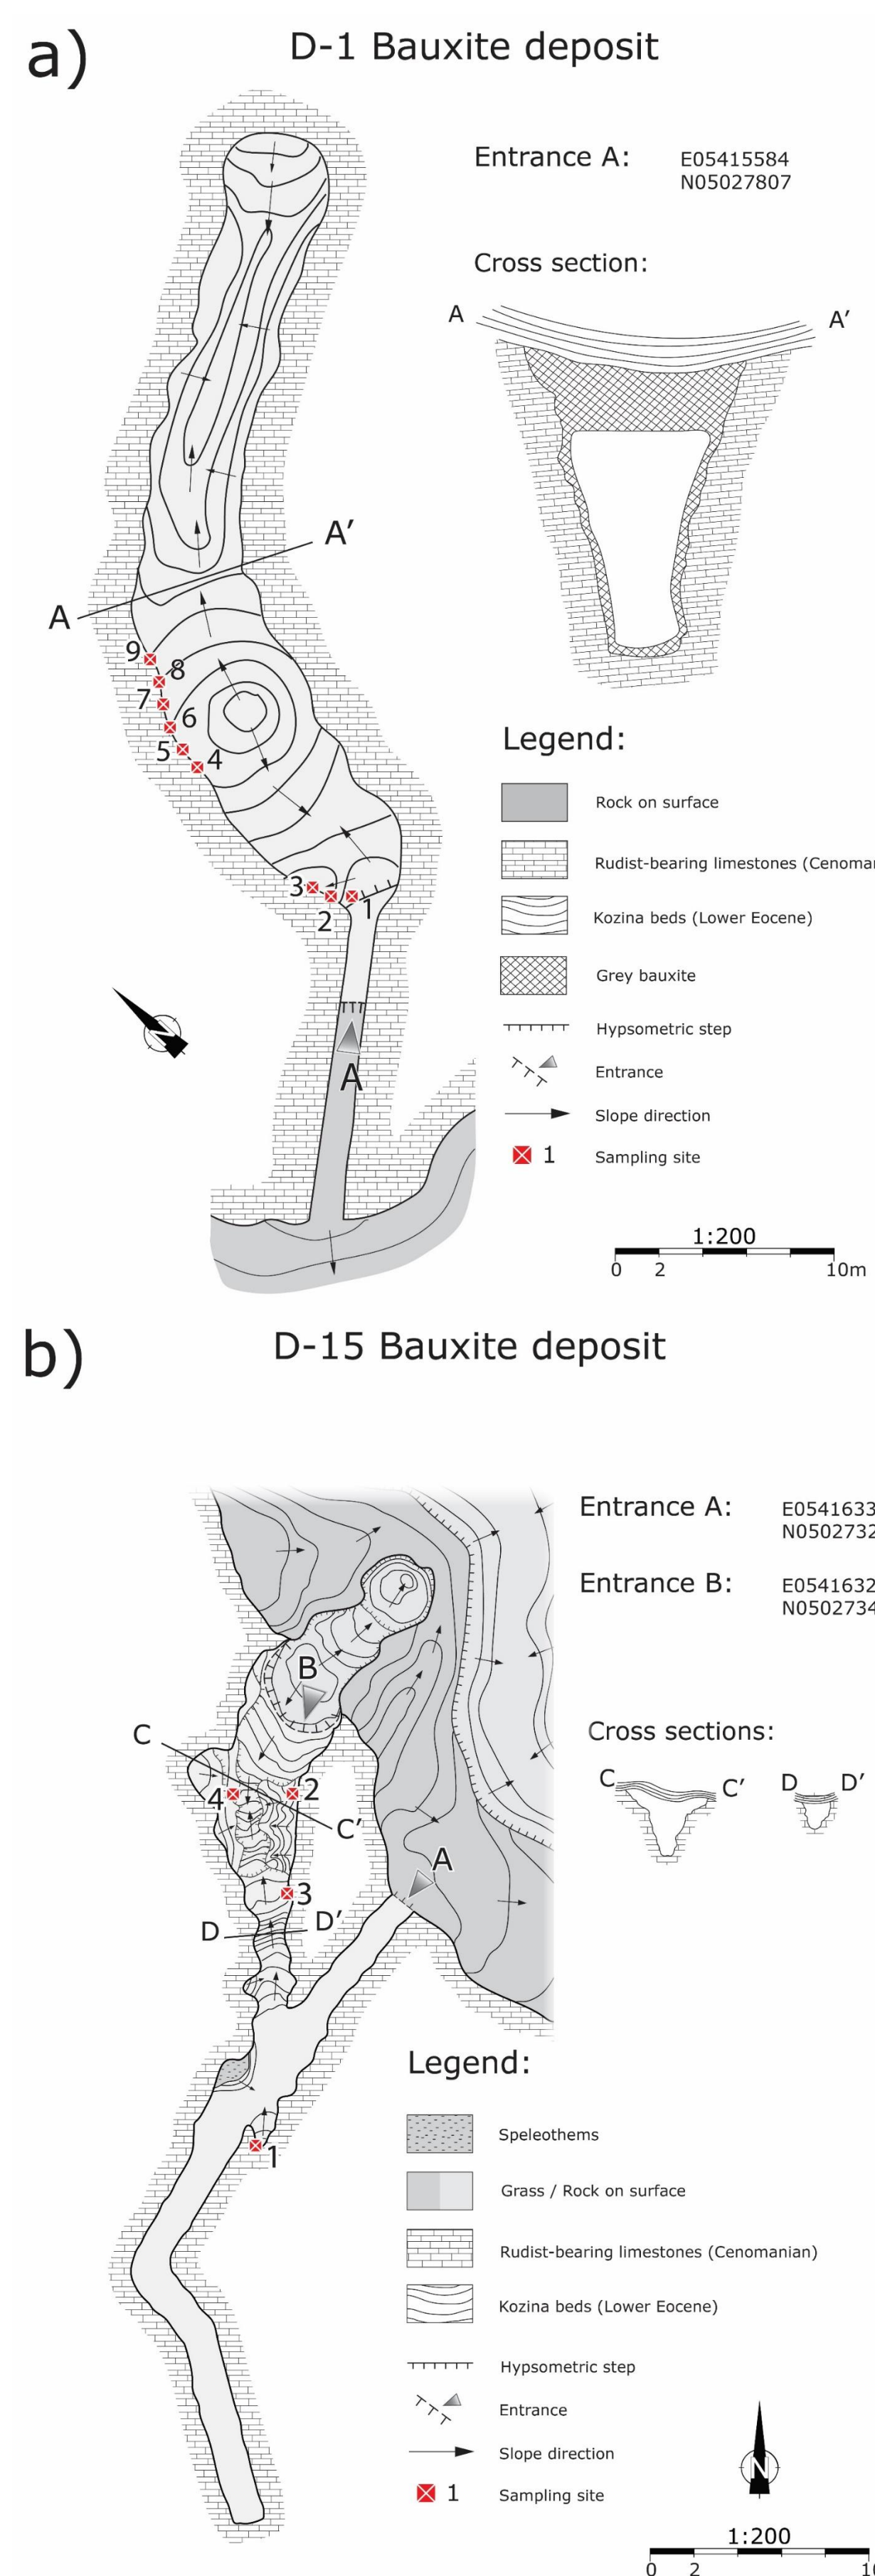 a)
D-1 Bauxite deposit
Entrance A:
E05415584
N05027807
Cross section:
A
A′
A′
A
9
8
7
6
5
4
3
2
1
A
N
Legend:
Rock on surface
Rudist-bearing limestones (Cenoma
Kozina beds (Lower Eocene)
Grey bauxite
Hypsometric step
Entrance
Slope direction
1 Sampling site
1:200
0 2 10m
b)
D-15 Bauxite deposit
Entrance A:
E0541633
N0502732
Entrance B:
E0541632
N0502734
Cross sections:
C
C′
D
D′
B
C
4
2
C′
A
3
D
D′
1
Legend:
Speleothems
Grass / Rock on surface
Rudist-bearing limestones (Cenomanian)
Kozina beds (Lower Eocene)
Hypsometric step
Entrance
Slope direction
1 Sampling site
N
1:200
0 2 10